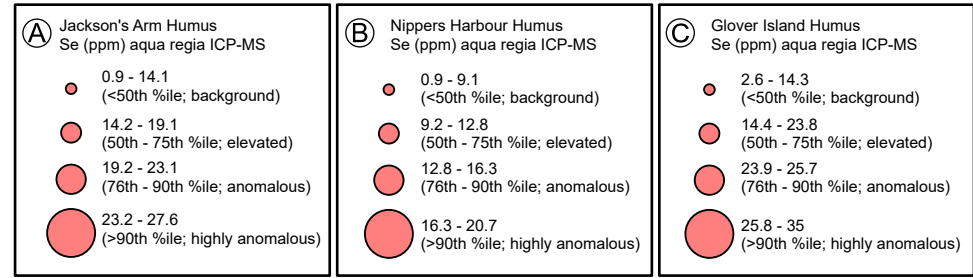 A Jackson's Arm Humus
Se (ppm) aqua regia ICP-MS
0.9 - 14.1
(<50th %ile; background)
14.2 - 19.1
(50th - 75th %ile; elevated)
19.2 - 23.1
(76th - 90th %ile; anomalous)
23.2 - 27.6
(>90th %ile; highly anomalous)
B Nippers Harbour Humus
Se (ppm) aqua regia ICP-MS
0.9 - 9.1
(<50th %ile; background)
9.2 - 12.8
(50th - 75th %ile; elevated)
12.8 - 16.3
(76th - 90th %ile; anomalous)
16.3 - 20.7
(>90th %ile; highly anomalous)
C Glover Island Humus
Se (ppm) aqua regia ICP-MS
2.6 - 14.3
(<50th %ile; background)
14.4 - 23.8
(50th - 75th %ile; elevated)
23.9 - 25.7
(76th - 90th %ile; anomalous)
25.8 - 35
(>90th %ile; highly anomalous)